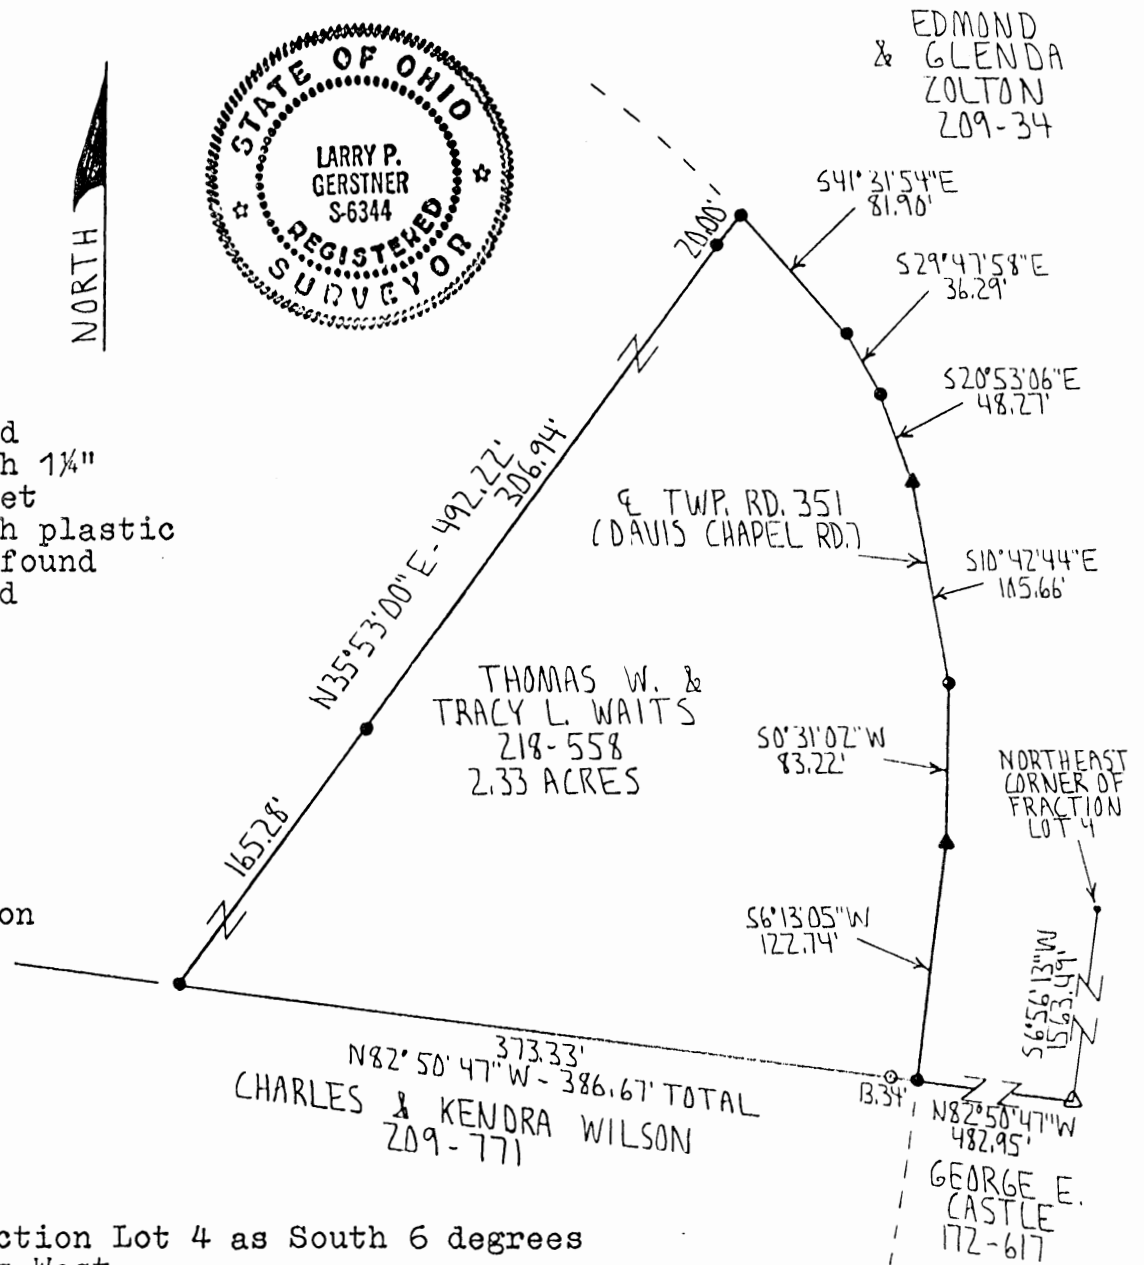 EDMOND
& GLENDA
ZOLTON
209-34
STATE OF OHIO
LARRY P.
GERSTNER
S-6344
REGISTERED
SURVEYOR
NORTH
S41°31'54"E
81.90'
20.00'
S29°47'58"E
36.29'
S20°53'06"E
48.27'
d
h 1¼"
et
h plastic
found
d
N35°53'00"E - 492.22'
306.94'
℄ TWP. RD. 351
(DAVIS CHAPEL RD.)
S10°42'44"E
105.66'
THOMAS W. &
TRACY L. WAITS
218-558
2.33 ACRES
S0°31'02"W
83.22'
NORTHEAST
CORNER OF
FRACTION
LOT 4
165.28'
on
S6°13'05"W
122.74'
S6°56'13"W
1563.49'
373.33'
N82°50'47"W - 386.67' TOTAL
13.34'
N82°50'47"W
482.95'
CHARLES & KENDRA WILSON
209-771
GEORGE E.
CASTLE
172-617
ction Lot 4 as South 6 degrees
West